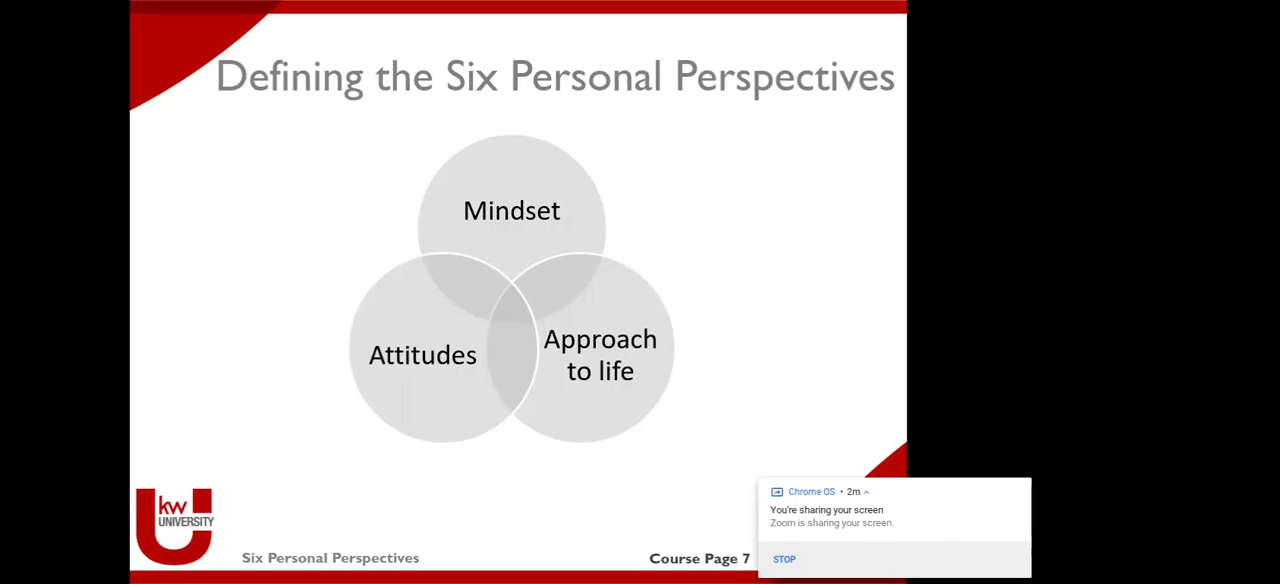 Defining the Six Personal Perspectives
Mindset
Attitudes
Approach
to life
kw
UNIVERSITY
Six Personal Perspectives
Course Page 7
Chrome OS • 2m
You're sharing your screen
Zoom is sharing your screen.
STOP